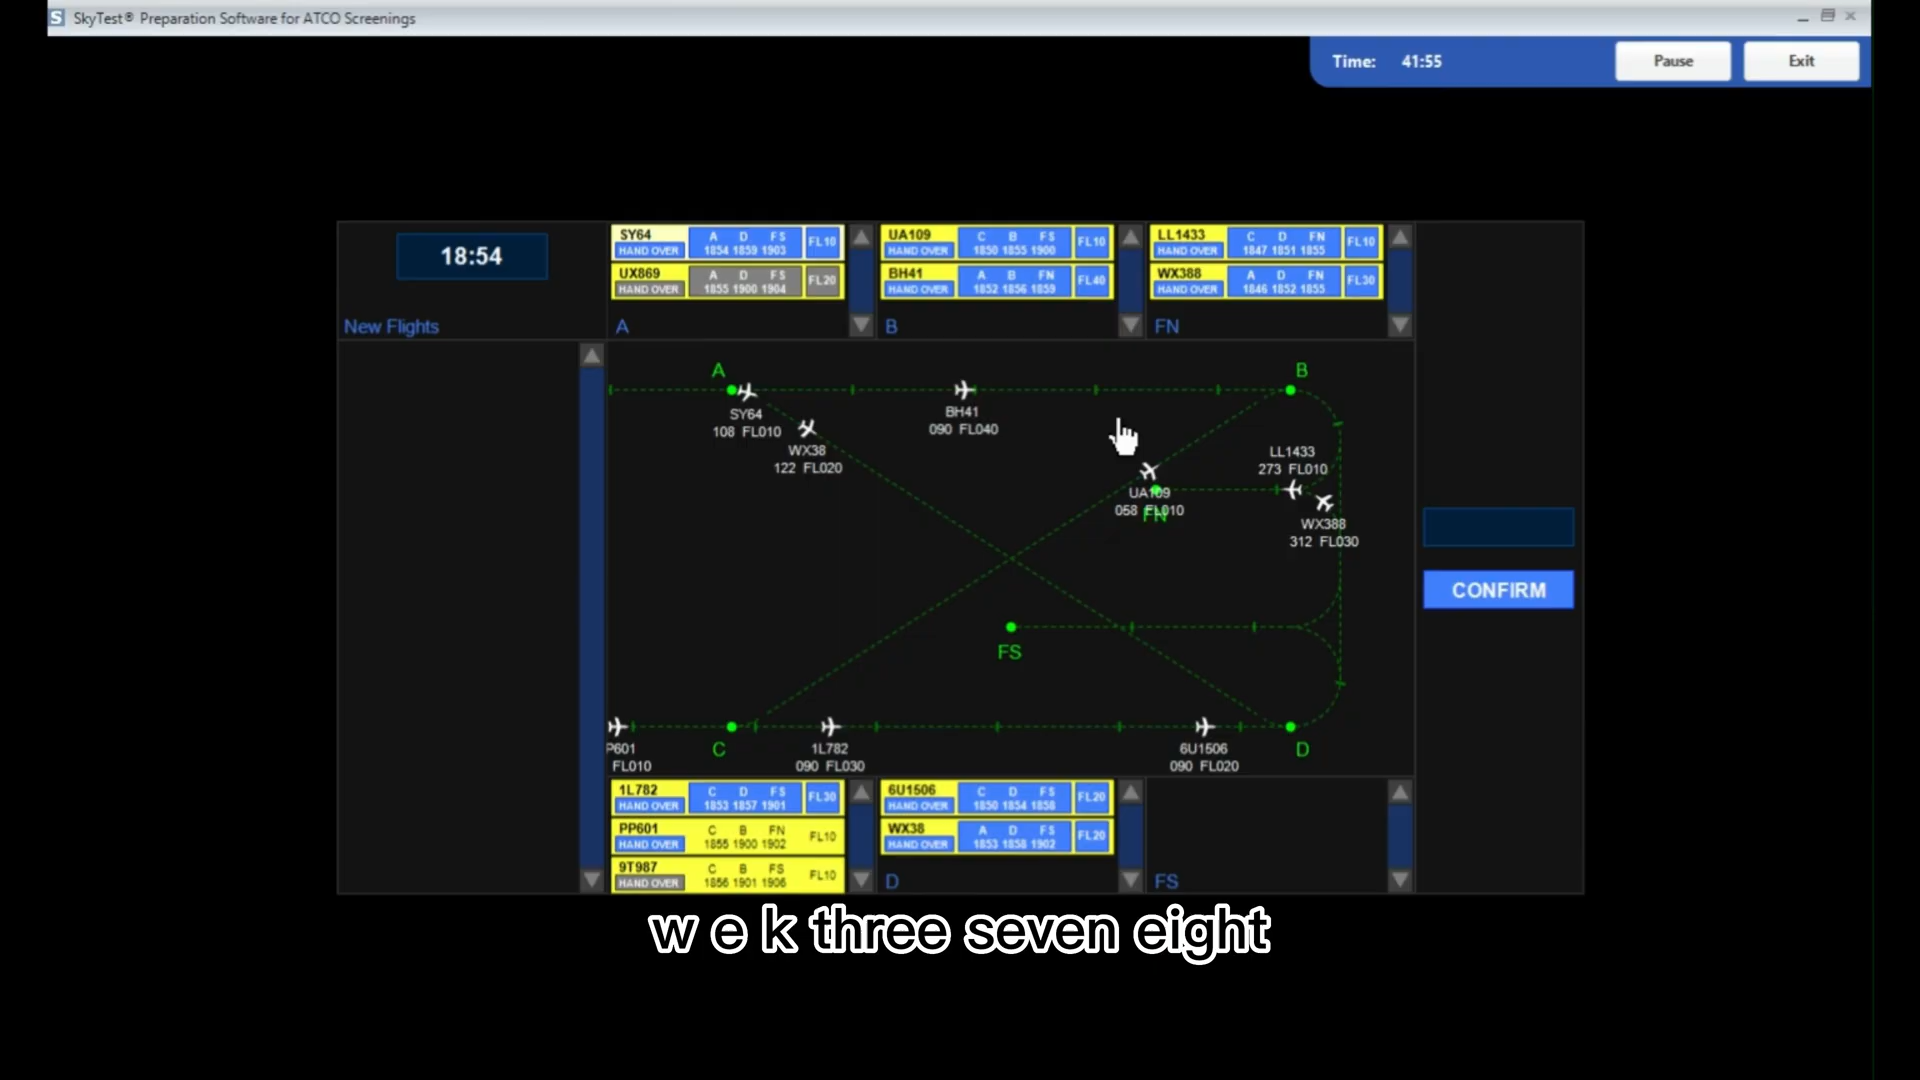 SkyTest® Preparation Software for ATCO Screenings
Time: 41:55 Pause Exit
18:54
New Flights
SY64 A D FS FL10
HAND OVER 1854 1859 1903
UX869 A D FS FL20
HAND OVER 1855 1900 1904
A
UA109 C B FS FL10
HAND OVER 1850 1855 1900
BH41 A B FN FL40
HAND OVER 1852 1856 1859
B
LL1433 C D FN FL10
HAND OVER 1847 1851 1855
WX388 A D FN FL30
HAND OVER 1846 1852 1855
FN
A
B
SY64
108 FL010
WX38
122 FL020
BH41
090 FL040
UA109
058 FL010
FN
LL1433
273 FL010
WX388
312 FL030
FS
CONFIRM
C
D
P601
FL010
1L782
090 FL030
6U1506
090 FL020
1L782 C D FS FL30
HAND OVER 1853 1857 1901
PP601 C B FN FL10
HAND OVER 1855 1900 1902
9T987 C B FS FL10
HAND OVER 1856 1901 1906
6U1506 C D FS FL20
HAND OVER 1850 1854 1858
WX38 A D FS FL20
HAND OVER 1853 1858 1902
D
FS
w e k three seven eight